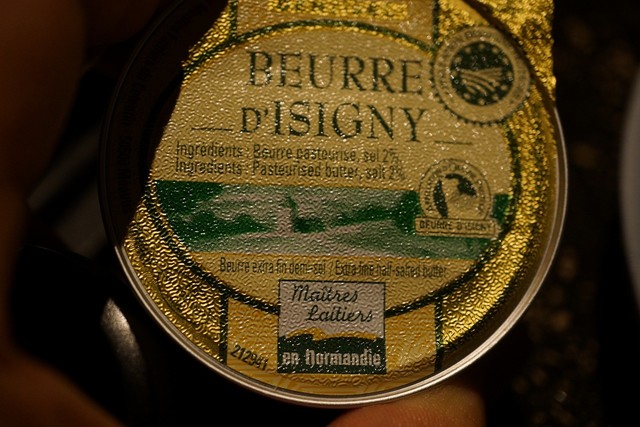 BEURRE
D'ISIGNY
Ingrédients : Beurre pasteurisé, sel 2%
Ingredients : Pasteurised butter, salt 2%
BEURRE D'ISIGNY
Beurre extra fin demi-sel / Extra fine half-salted butter
Maîtres
Laitiers
en Normandie
212941